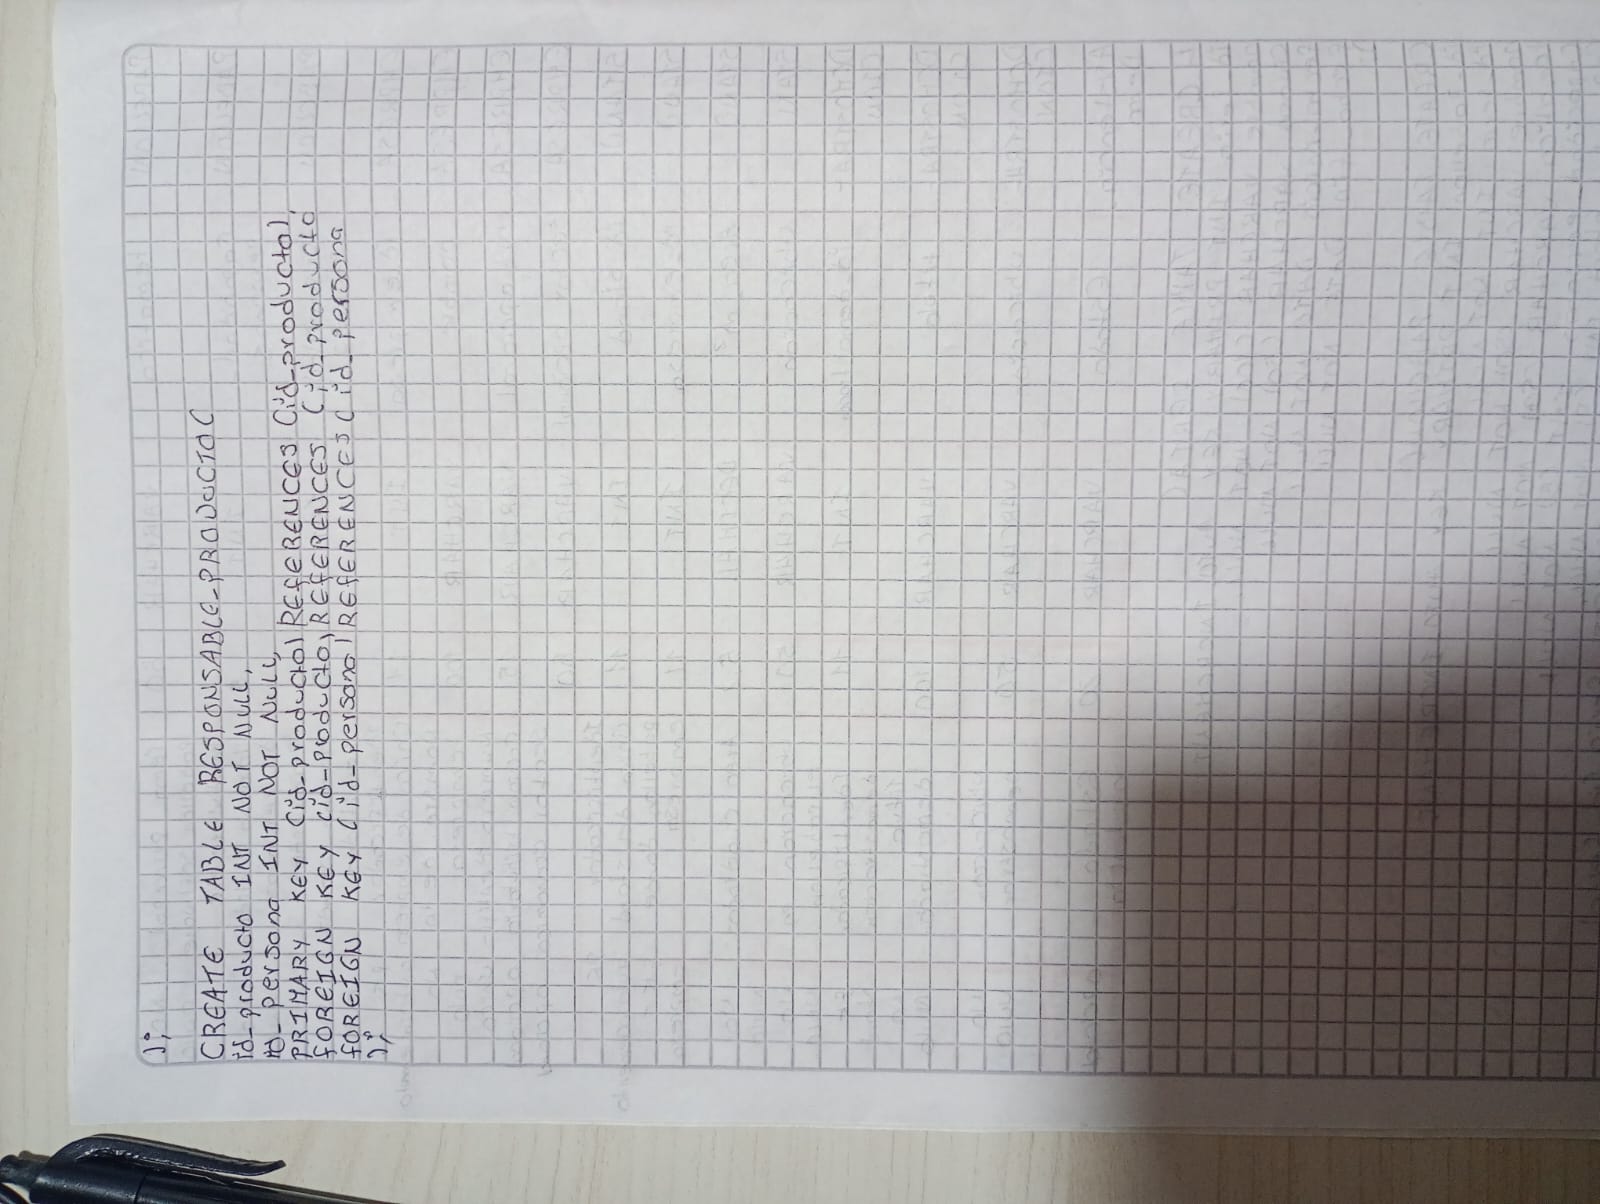 );
CREATE TABLE RESPONSABLE_PRODUCTO(
id_producto INT NOT NULL,
id_persona INT NOT NULL,
PRIMARY KEY (id_producto) REFERENCES (id_producto),
FOREIGN KEY (id_producto) REFERENCES (id_producto
FOREIGN KEY (id_persona) REFERENCES (id_persona
);